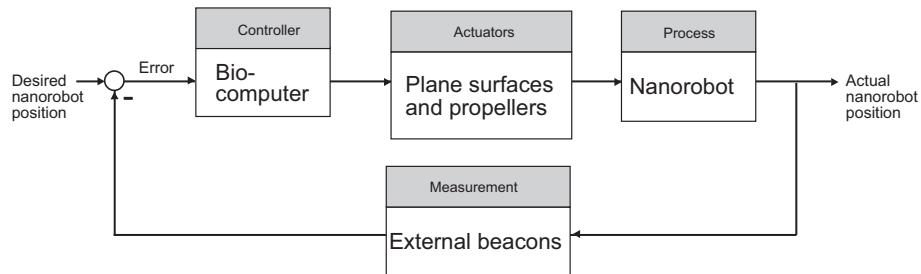 Controller
Actuators
Process
Desired
nanorobot
position
Error
-
Bio-
computer
Plane surfaces
and propellers
Nanorobot
Actual
nanorobot
position
Measurement
External beacons